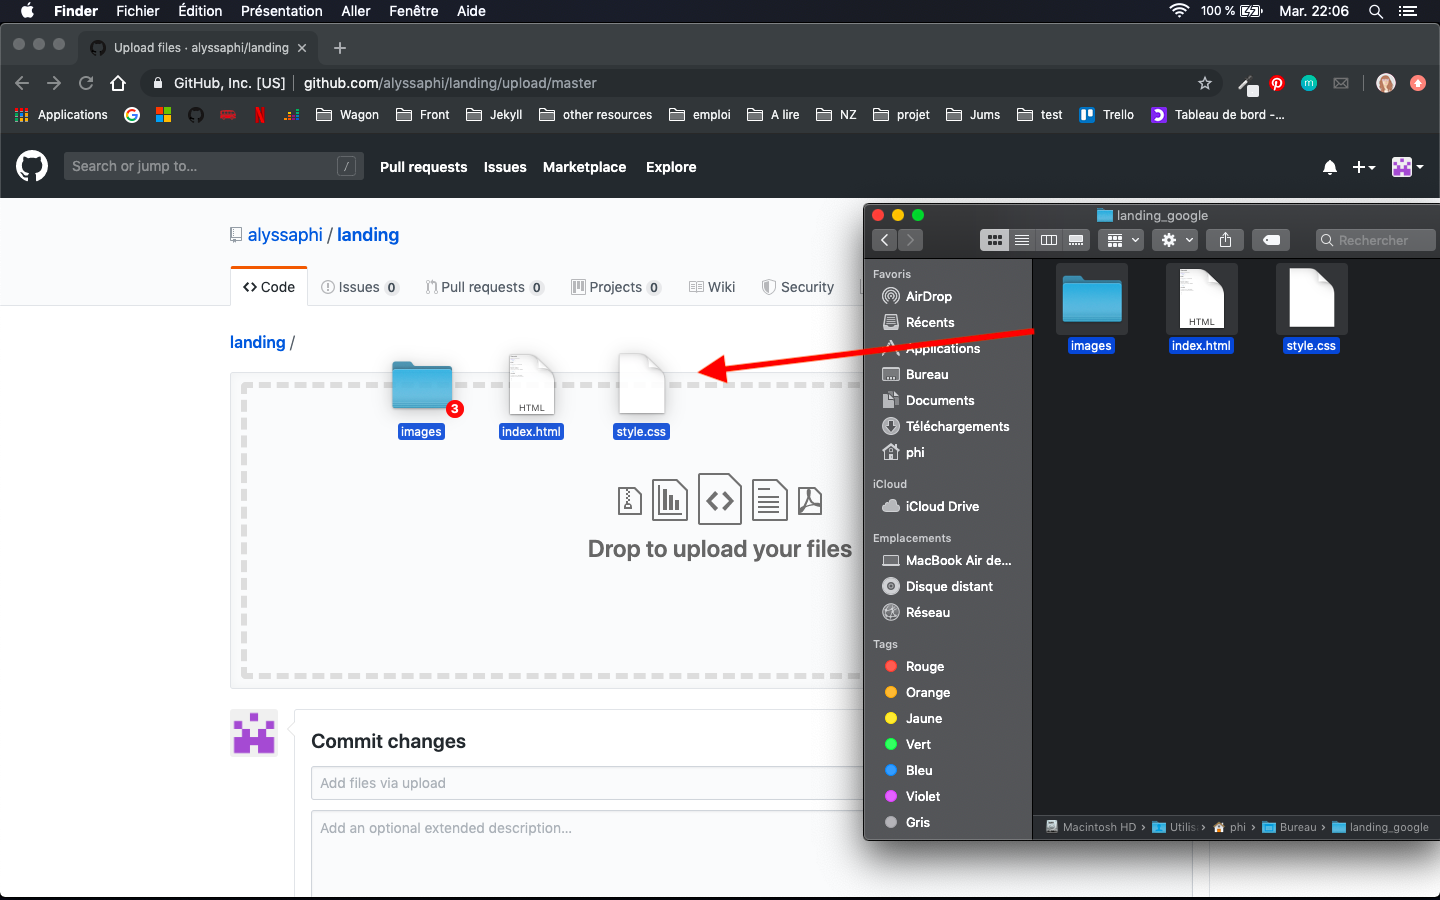 Finder Fichier Édition Présentation Aller Fenêtre Aide 100 % Mar. 22:06
Upload files · alyssaphi/landing
GitHub, Inc. [US] github.com/alyssaphi/landing/upload/master
Applications Wagon Front Jekyll other resources emploi A lire NZ projet Jums test Trello Tableau de bord -...
Search or jump to... / Pull requests Issues Marketplace Explore
alyssaphi / landing
Code Issues 0 Pull requests 0 Projects 0 Wiki Security
landing /
3
HTML
images index.html style.css
Drop to upload your files
Commit changes
Add files via upload
Add an optional extended description...
landing_google
Rechercher
Favoris
AirDrop
Récents
Applications
Bureau
Documents
Téléchargements
phi
iCloud
iCloud Drive
Emplacements
MacBook Air de...
Disque distant
Réseau
Tags
Rouge
Orange
Jaune
Vert
Bleu
Violet
Gris
HTML
images index.html style.css
Macintosh HD › Utilis › phi › Bureau › landing_google